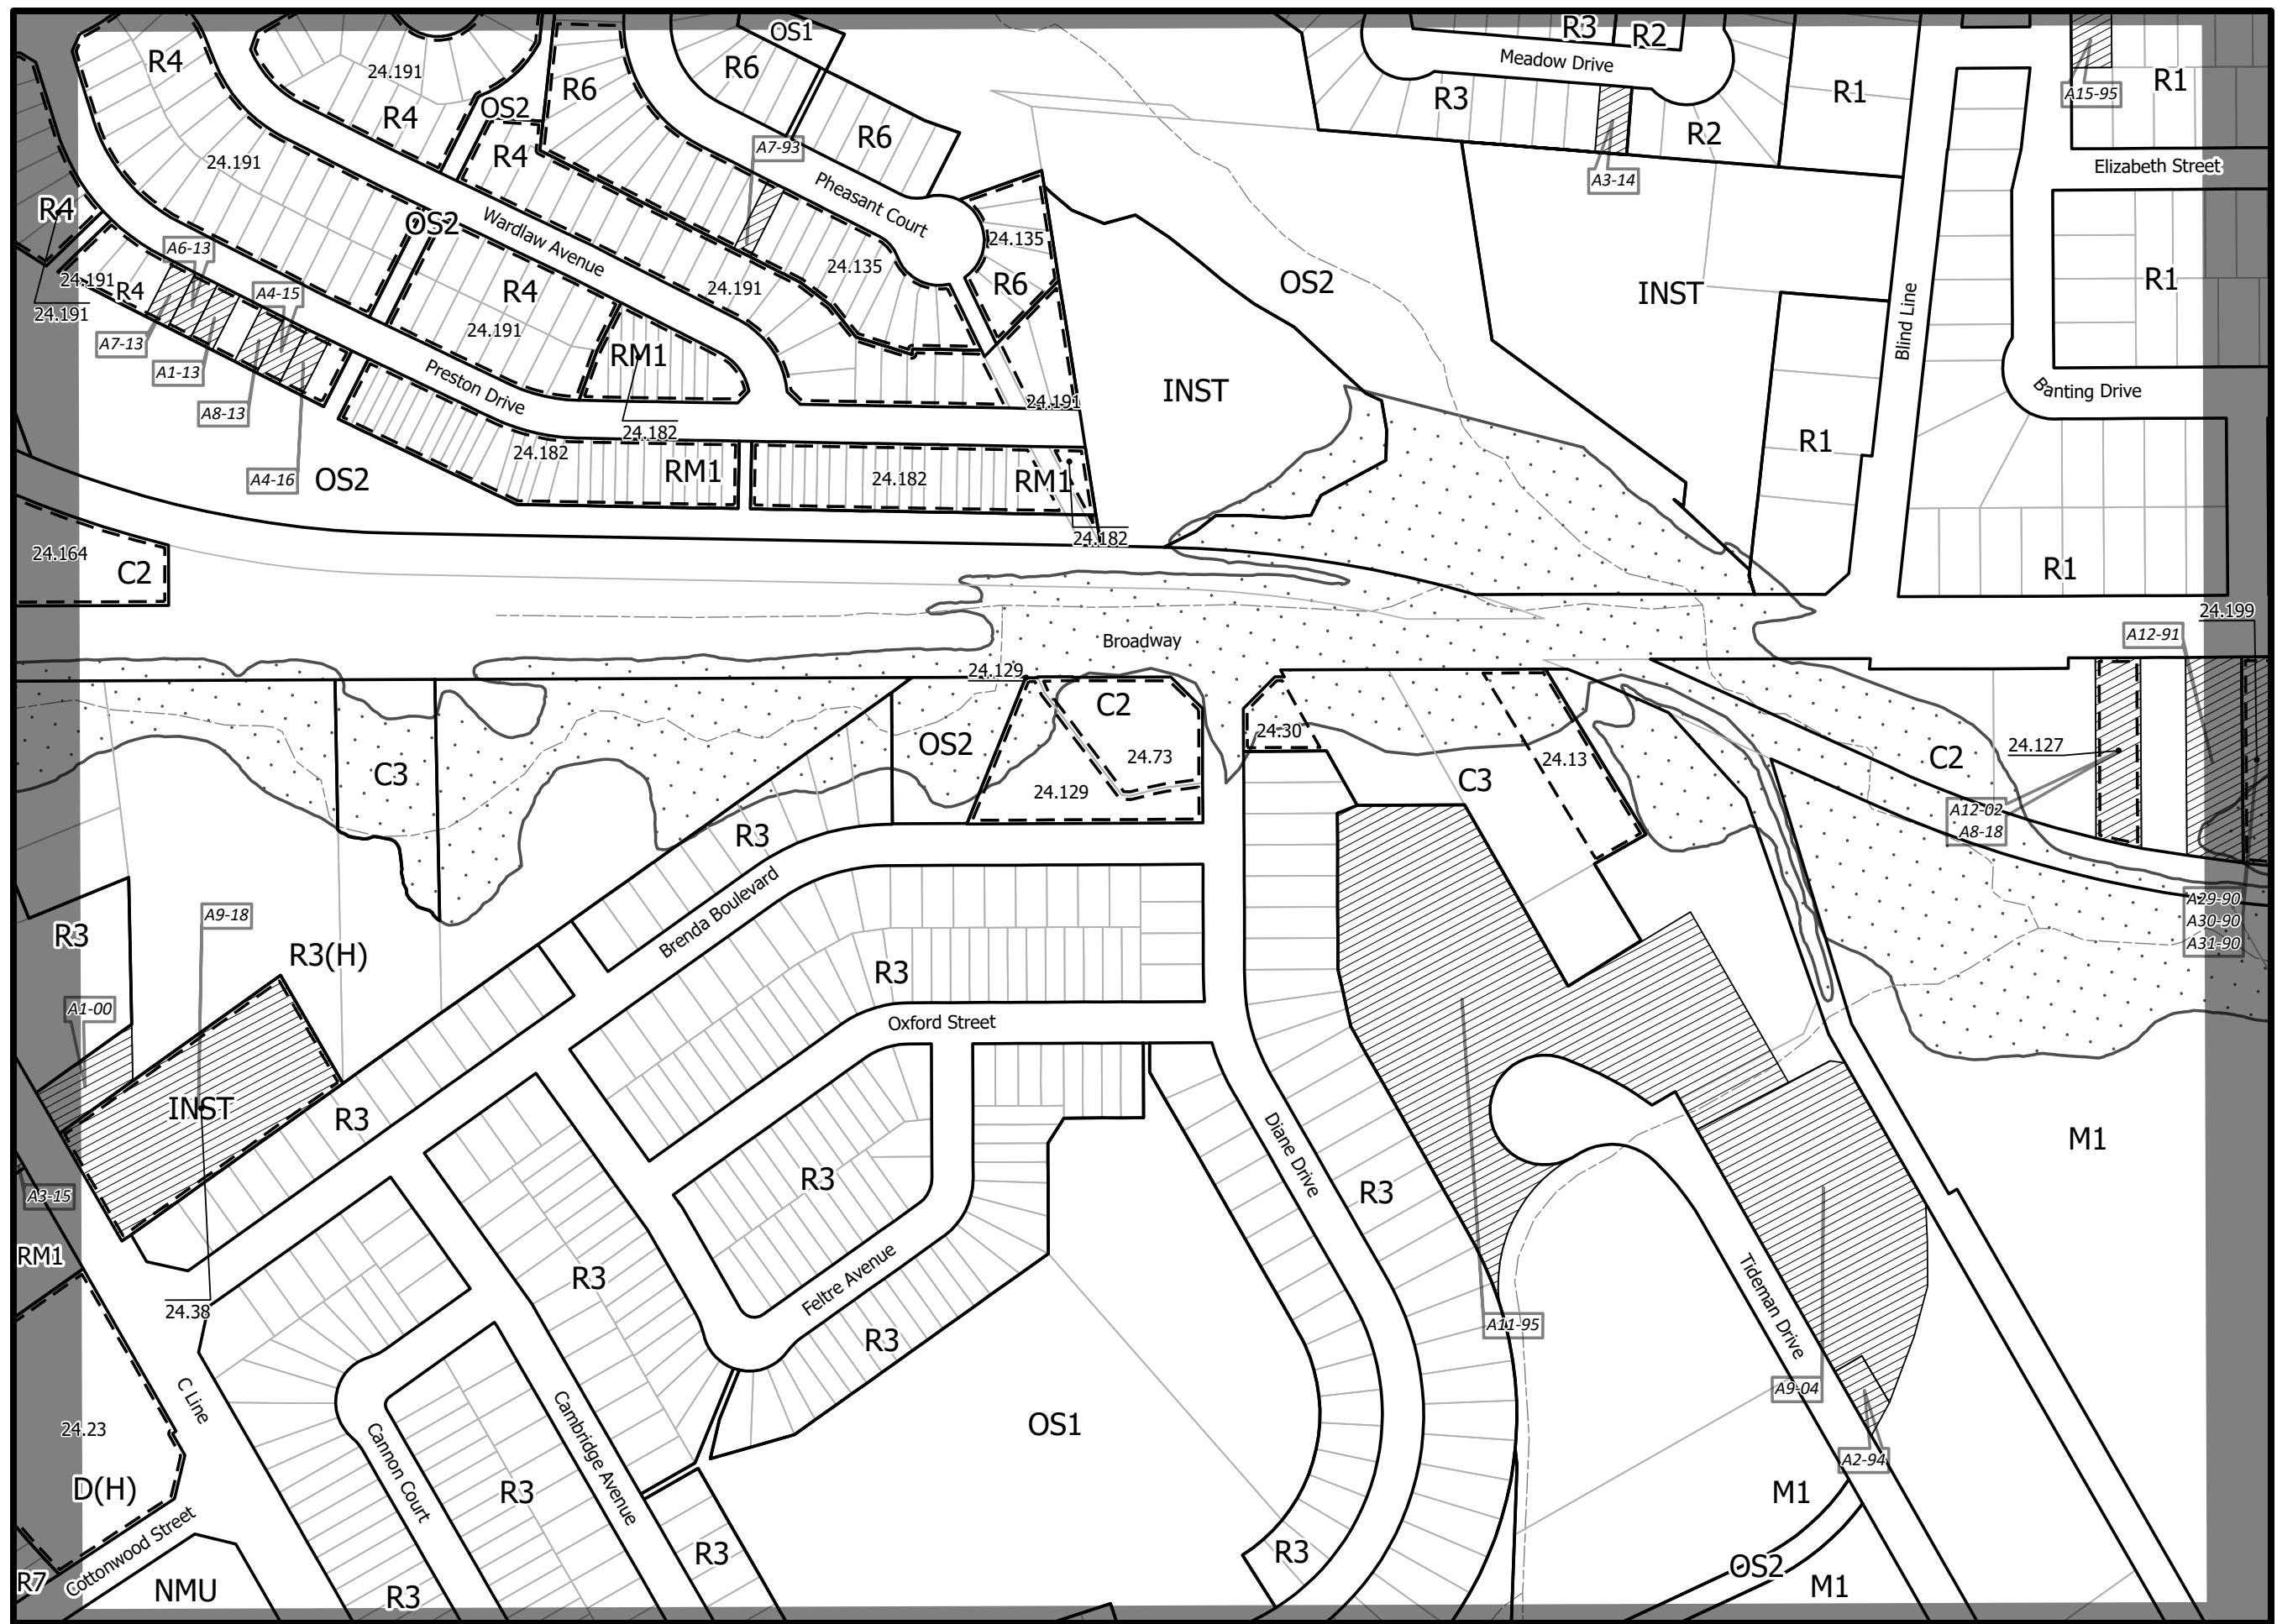 OS1
R3
R2
R4
R6
Meadow Drive
24.191
R1
R1
R3
A15-95
OS2
R4
R6
R2
R4
A7-93
24.191
Elizabeth Street
A3-14
Pheasant Court
R4
OS2
Wardlaw Avenue
24.135
A6-13
24.135
24.191
R4
A4-15
R4
24.191
R6
OS2
INST
R1
24.191
24.191
Blind Line
A7-13
RM1
A1-13
Preston Drive
INST
Banting Drive
24.191
A8-13
24.182
R1
24.182
A4-16
OS2
RM1
24.182
RM1
24.182
24.164
C2
R1
24.199
Broadway
A12-91
24.129
C2
24.30
OS2
24.73
24.13
24.127
C2
C3
C3
24.129
A12-02
A8-18
R3
Brenda Boulevard
A29-90
A30-90
A31-90
A9-18
R3
R3(H)
R3
A1-00
Oxford Street
INST
R3
M1
Diane Drive
R3
R3
A3-15
RM1
R3
Feltre Avenue
Tideman Drive
24.38
A11-95
R3
C Line
A9-04
24.23
Cannon Court
Cambridge Avenue
OS1
A2-94
D(H)
R3
M1
Cottonwood Street
R3
R3
OS2
R7
NMU
R3
M1